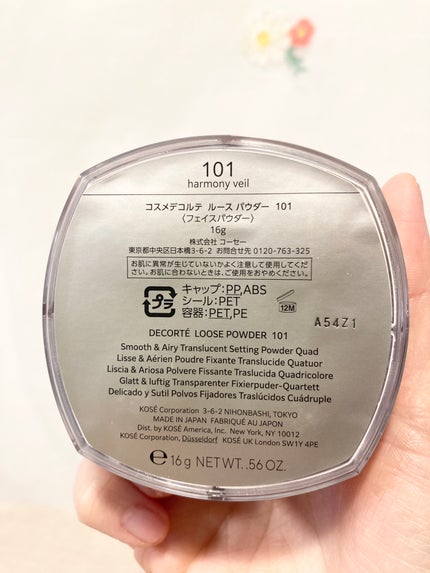 101
harmony veil
コスメデコルテ ルース パウダー 101
〈フェイスパウダー〉
16g
株式会社 コーセー
東京都中央区日本橋3-6-2 お問合せ先 0120-763-325
お肌に異常が生じていないかよく注意して使用してくだ
さい。お肌に合わないときは、ご使用をおやめください。
プラ
キャップ:PP,ABS
シール:PET
容器:PET,PE
12M
A54Z1
DECORTÉ LOOSE POWDER 101
Smooth & Airy Translucent Setting Powder Quad
Lisse & Aérien Poudre Fixante Translucide Quatuor
Liscia & Ariosa Polvere Fissante Traslucida Quadricolore
Glatt & luftig Transparenter Fixierpuder-Quartett
Delicado y Sutil Polvos Fijadores Traslúcidos Cuádruple
KOSÉ Corporation 3-6-2 NIHONBASHI, TOKYO
MADE IN JAPAN FABRIQUÉ AU JAPON
Dist. by KOSÉ America, Inc. New York, NY 10012
KOSÉ Corporation, Düsseldorf KOSÉ UK London SW1Y 4PE
℮ 16g NET WT. .56 OZ.